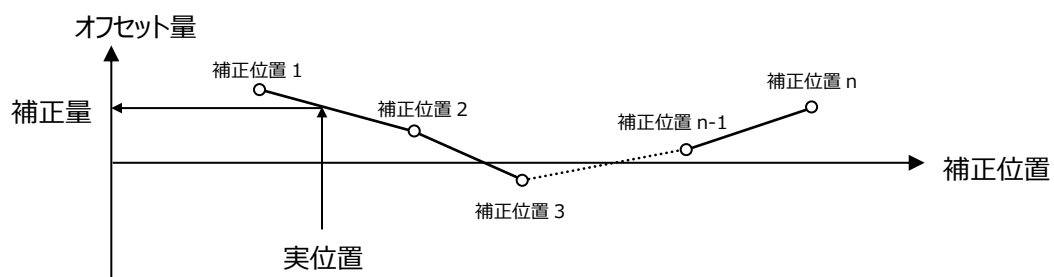 オフセット量
補正位置 1
補正位置 n
補正量
補正位置 2
補正位置 n-1
補正位置
補正位置 3
実位置